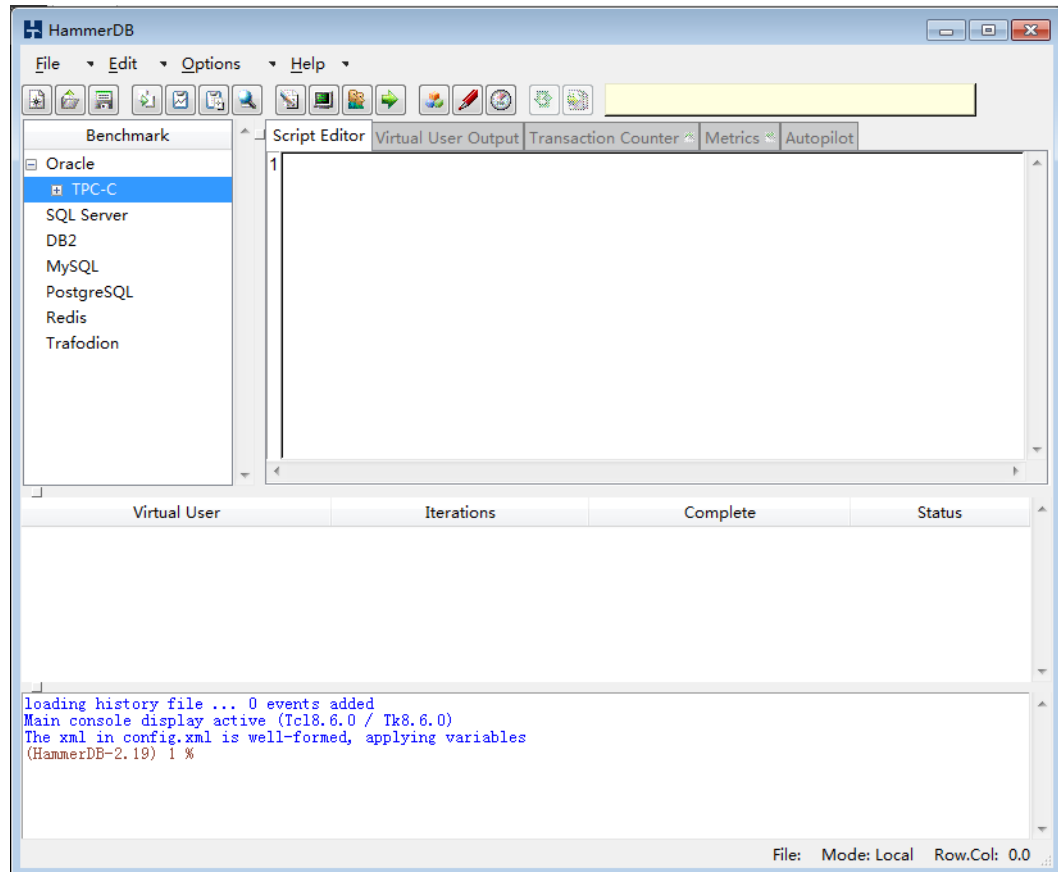 HammerDB
File Edit Options Help
Benchmark
Script Editor Virtual User Output Transaction Counter Metrics Autopilot
Oracle
TPC-C
SQL Server
DB2
MySQL
PostgreSQL
Redis
Trafodion
1
Virtual User Iterations Complete Status
loading history file ... 0 events added
Main console display active (Tcl8.6.0 / Tk8.6.0)
The xml in config.xml is well-formed, applying variables
(HammerDB-2.19) 1 %
File: Mode: Local Row.Col: 0.0